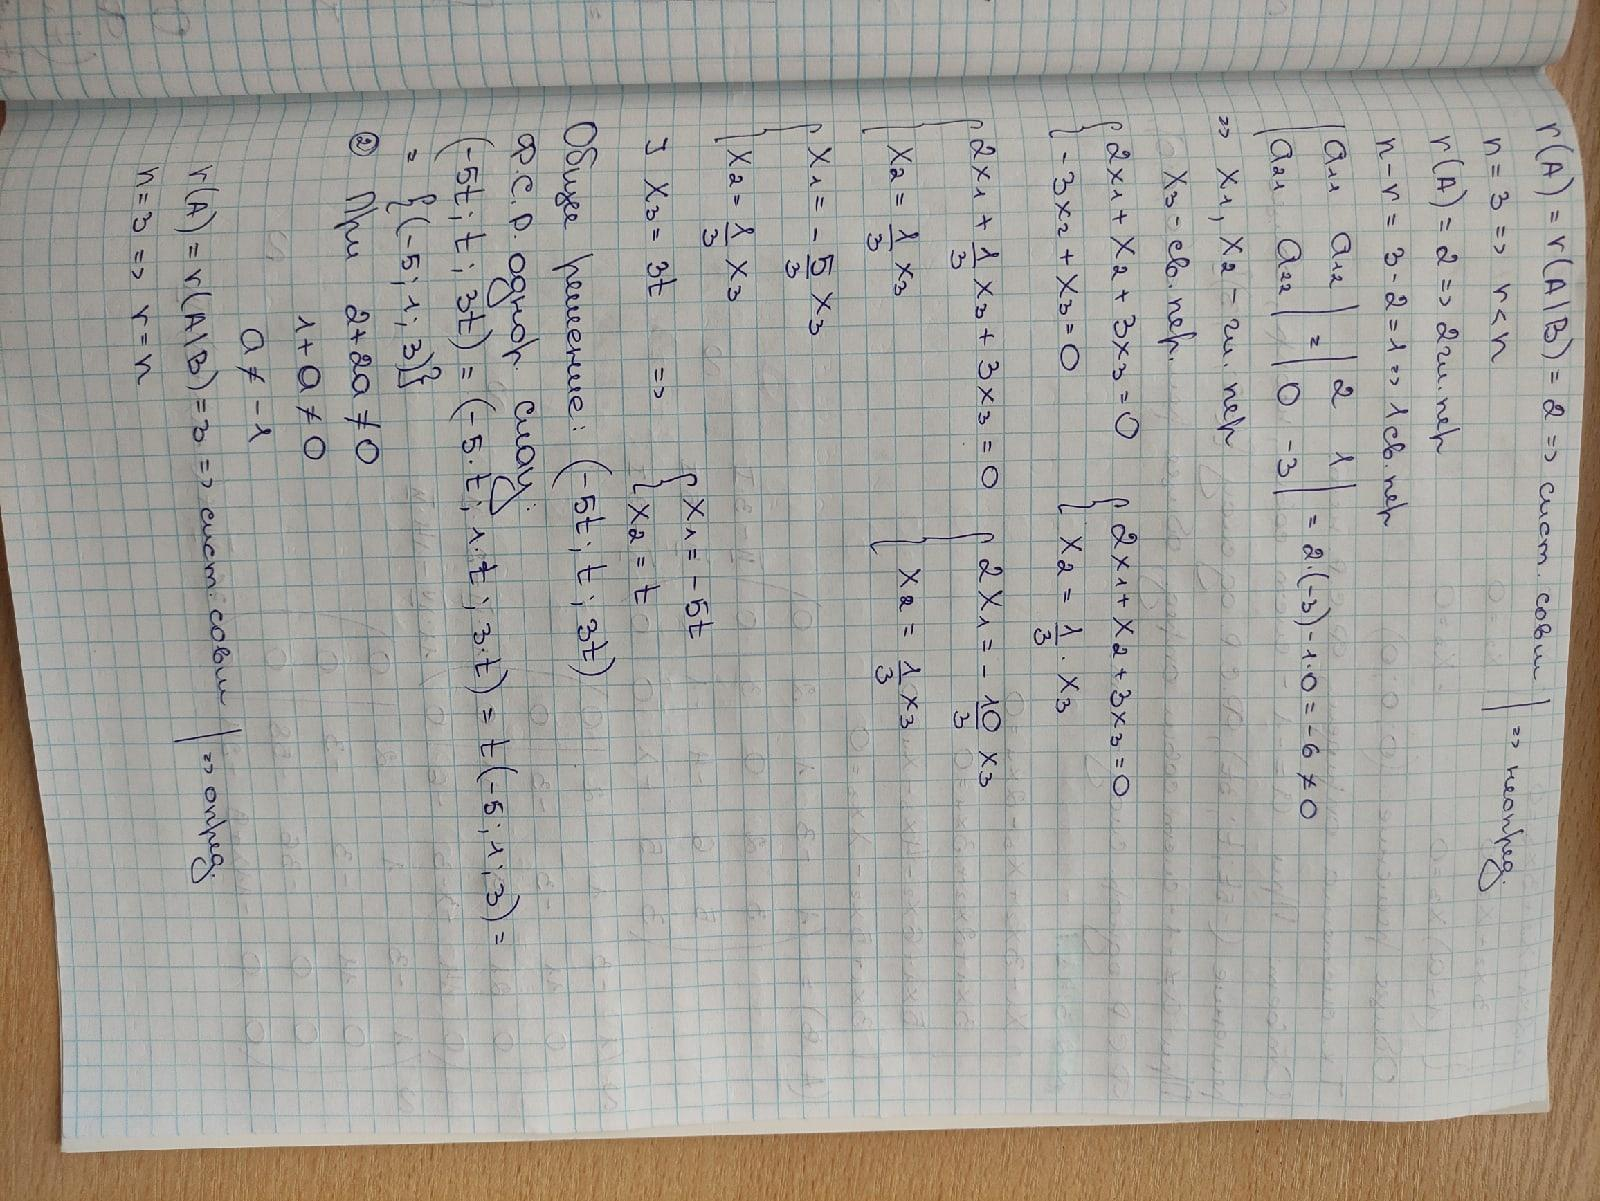 r(A) = r(A|B) = 2 => сист. совм | => неопред.
n = 3 => r < n
r(A) = 2 => 2 гл. пер
n - r = 3 - 2 = 1 => 1 св. пер
| a11 a12 | = | 2 1 | = 2·(-3) - 1·0 = -6 ≠ 0
| a21 a22 | | 0 -3 |
=> x1, x2 - гл. пер
x3 - св. пер.
{ 2x1 + x2 + 3x3 = 0 { 2x1 + x2 + 3x3 = 0
{ -3x2 + x3 = 0 { x2 = 1/3 · x3
{ 2x1 + 1/3 x3 + 3x3 = 0 { 2x1 = - 10/3 x3
{ x2 = 1/3 x3 { x2 = 1/3 x3
{ x1 = - 5/3 x3
{ x2 = 1/3 x3
{ x1 = -5t
] x3 = 3t => { x2 = t
Общее решение: (-5t; t; 3t)
Ф.С.Р. однор. слау:
(-5t; t; 3t) = (-5·t; 1·t; 3·t) = t(-5; 1; 3) =
= {(-5; 1; 3)}
② При 2+2a ≠ 0
1+a ≠ 0
a ≠ -1
r(A) = r(A|B) = 3 => сист. совм | => опред.
n = 3 => r = n